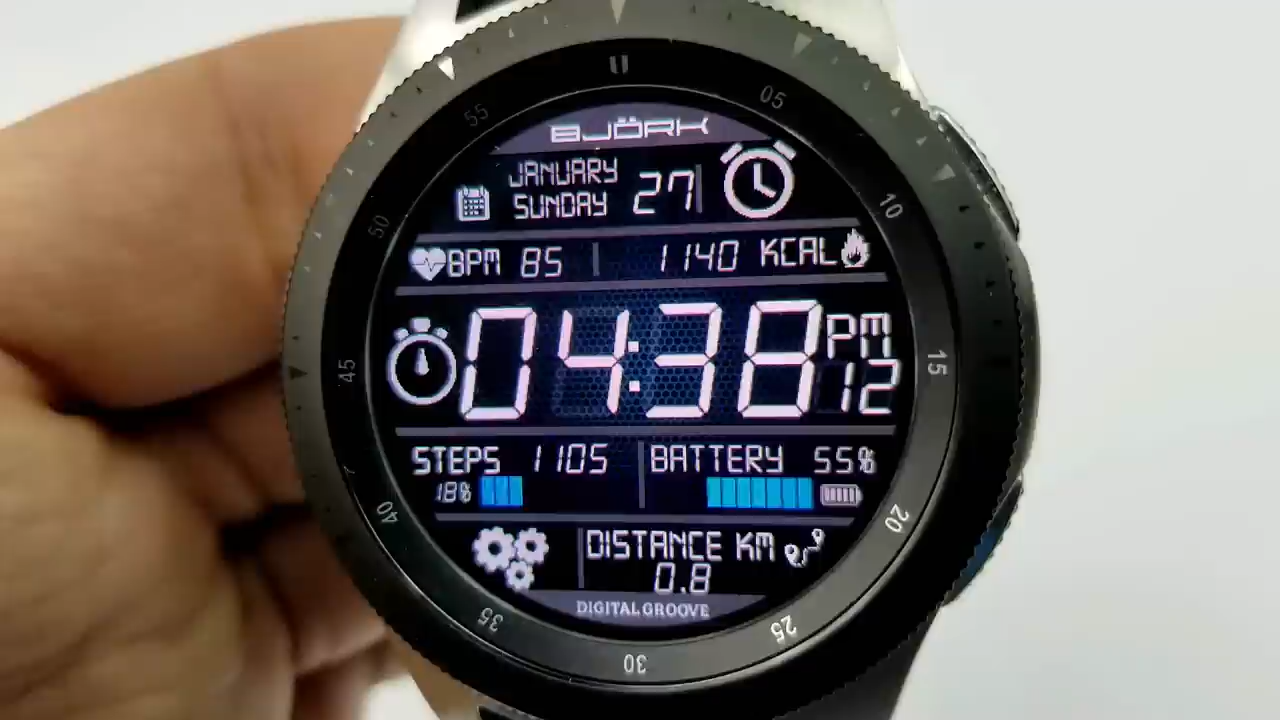 BJÖRK
JANUARY
SUNDAY 27
BPM 85 1140 KCAL
04:38 PM
12
STEPS 1105
18%
BATTERY 55%
DISTANCE KM
0.8
DIGITAL GROOVE
05
10
15
20
25
30
35
40
45
50
55